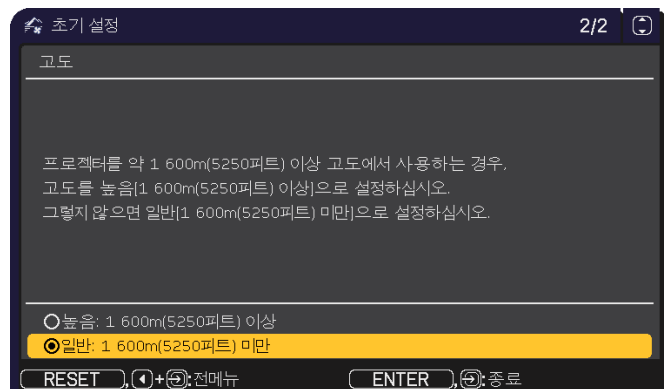 초기 설정 2/2
고도
프로젝터를 약 1 600m(5250피트) 이상 고도에서 사용하는 경우,
고도를 높음[1 600m(5250피트) 이상]으로 설정하십시오.
그렇지 않으면 일반[1 600m(5250피트) 미만]으로 설정하십시오.
높음: 1 600m(5250피트) 이상
일반: 1 600m(5250피트) 미만
RESET , + :전메뉴 ENTER , :종료